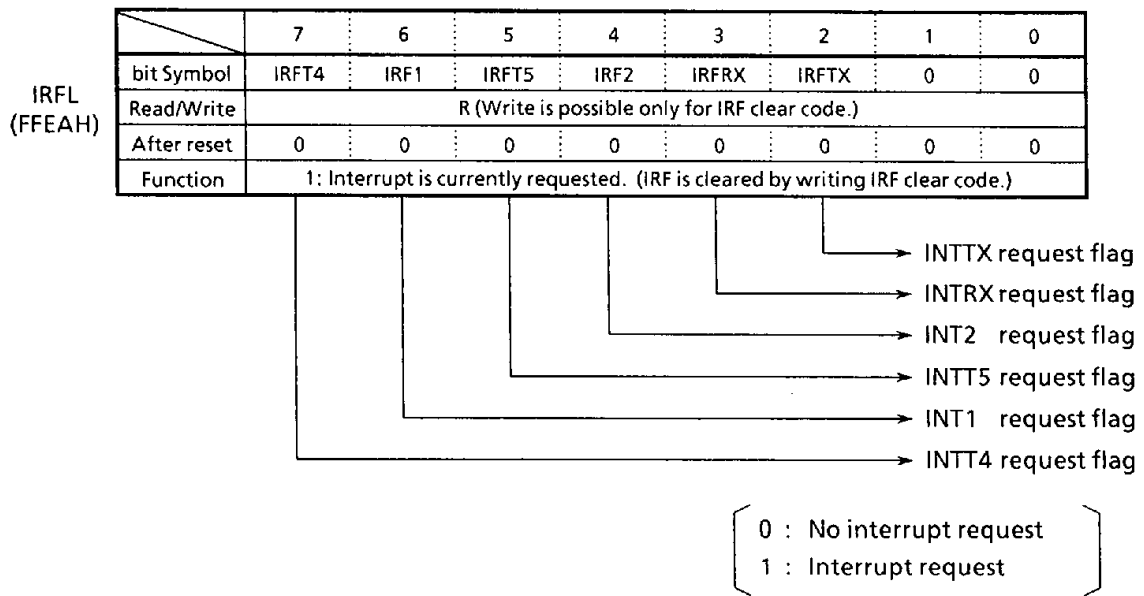 7 6 5 4 3 2 1 0
IRFL
(FFEAH)
bit Symbol IRFT4 IRF1 IRFT5 IRF2 IRFRX IRFTX 0 0
Read/Write R (Write is possible only for IRF clear code.)
After reset 0 0 0 0 0 0 0 0
Function 1: Interrupt is currently requested. (IRF is cleared by writing IRF clear code.)
INTTX request flag
INTRX request flag
INT2 request flag
INTT5 request flag
INT1 request flag
INTT4 request flag
0 : No interrupt request
1 : Interrupt request